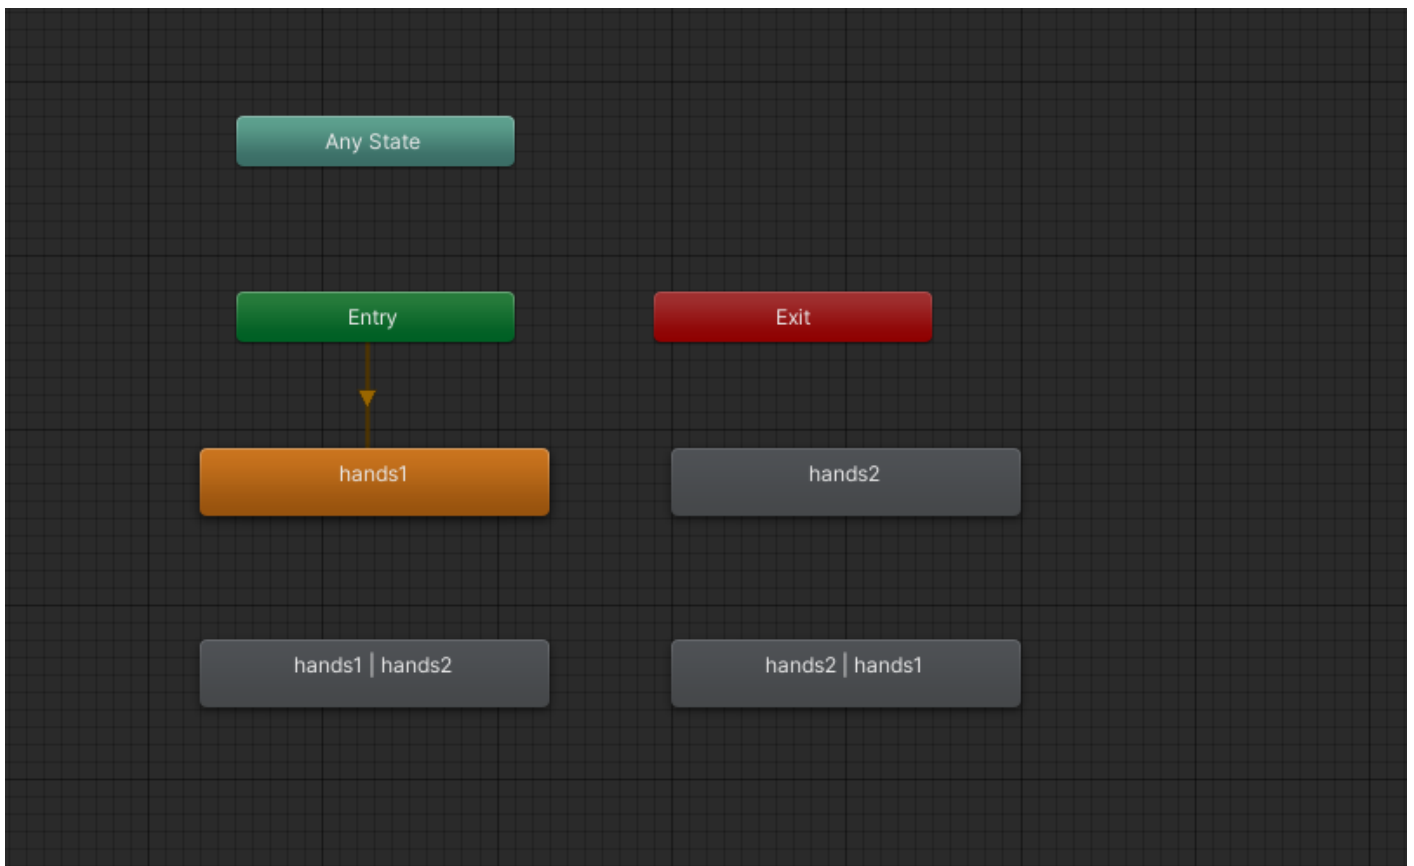 Any State
Entry
Exit
hands1
hands2
hands1 | hands2
hands2 | hands1